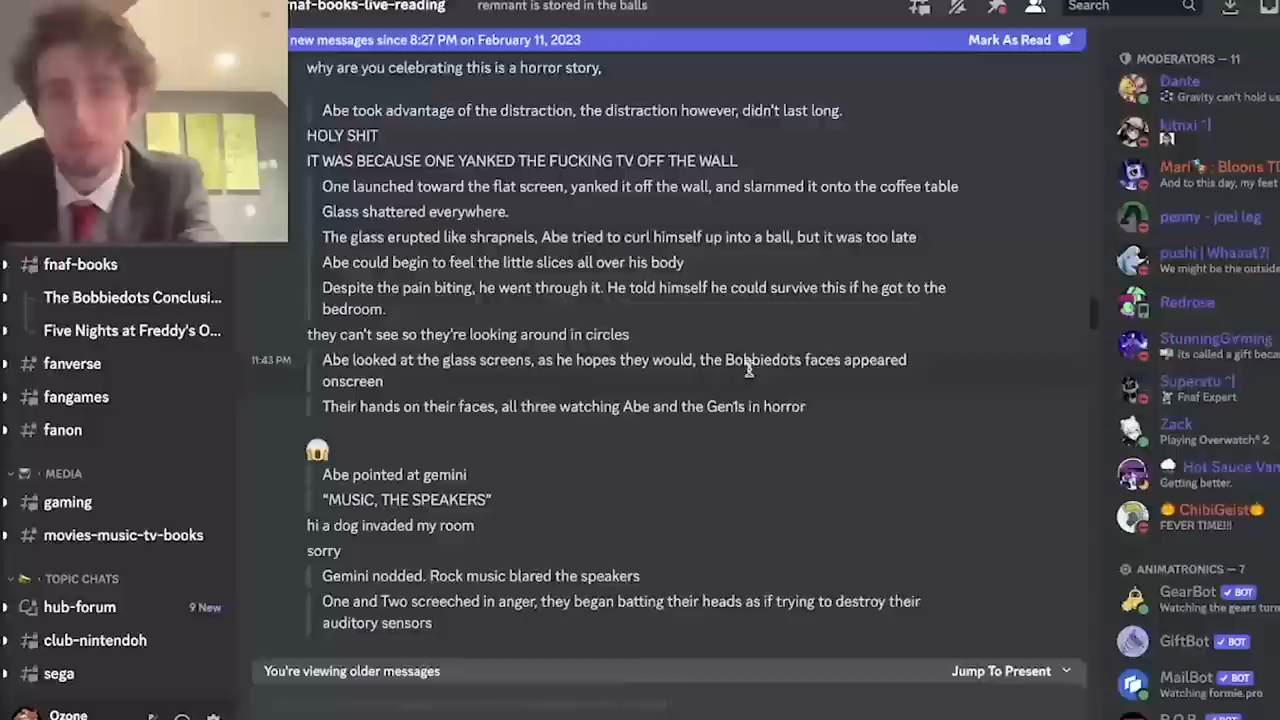 fnaf-books-live-reading
remnant is stored in the balls
Search
new messages since 8:27 PM on February 11, 2023
Mark As Read
why are you celebrating this is a horror story,
Abe took advantage of the distraction, the distraction however, didn't last long.
HOLY SHIT
IT WAS BECAUSE ONE YANKED THE FUCKING TV OFF THE WALL
One launched toward the flat screen, yanked it off the wall, and slammed it onto the coffee table
Glass shattered everywhere.
The glass erupted like shrapnels, Abe tried to curl himself up into a ball, but it was too late
Abe could begin to feel the little slices all over his body
Despite the pain biting, he went through it. He told himself he could survive this if he got to the
bedroom.
they can't see so they're looking around in circles
11:43 PM
Abe looked at the glass screens, as he hopes they would, the Bobbiedots faces appeared
onscreen
Their hands on their faces, all three watching Abe and the Gen1s in horror
Abe pointed at gemini
"MUSIC, THE SPEAKERS"
hi a dog invaded my room
sorry
Gemini nodded. Rock music blared the speakers
One and Two screeched in anger, they began batting their heads as if trying to destroy their
auditory sensors
You're viewing older messages
Jump To Present
fnaf-books
The Bobbiedots Conclusi...
Five Nights at Freddy's O...
fanverse
fangames
fanon
MEDIA
gaming
movies-music-tv-books
TOPIC CHATS
hub-forum
9 New
club-nintendoh
sega
Ozone
MODERATORS — 11
Dante
Gravity can't hold us
kitnxi ^|
Mari : Bloons TD
And to this day, my feet
penny - joel leg
pushi | Whaaat?|
We might be the outside
Redrose
StunningGvming
its called a gift becau
Superstu ^|
Fnaf Expert
Zack
Playing Overwatch® 2
Hot Sauce Van
Getting better.
ChibiGeist
FEVER TIME!!!
ANIMATRONICS — 7
GearBot
BOT
Watching the gears turn
GiftBot
BOT
MailBot
BOT
Watching formie.pro
B.O.B
BOT